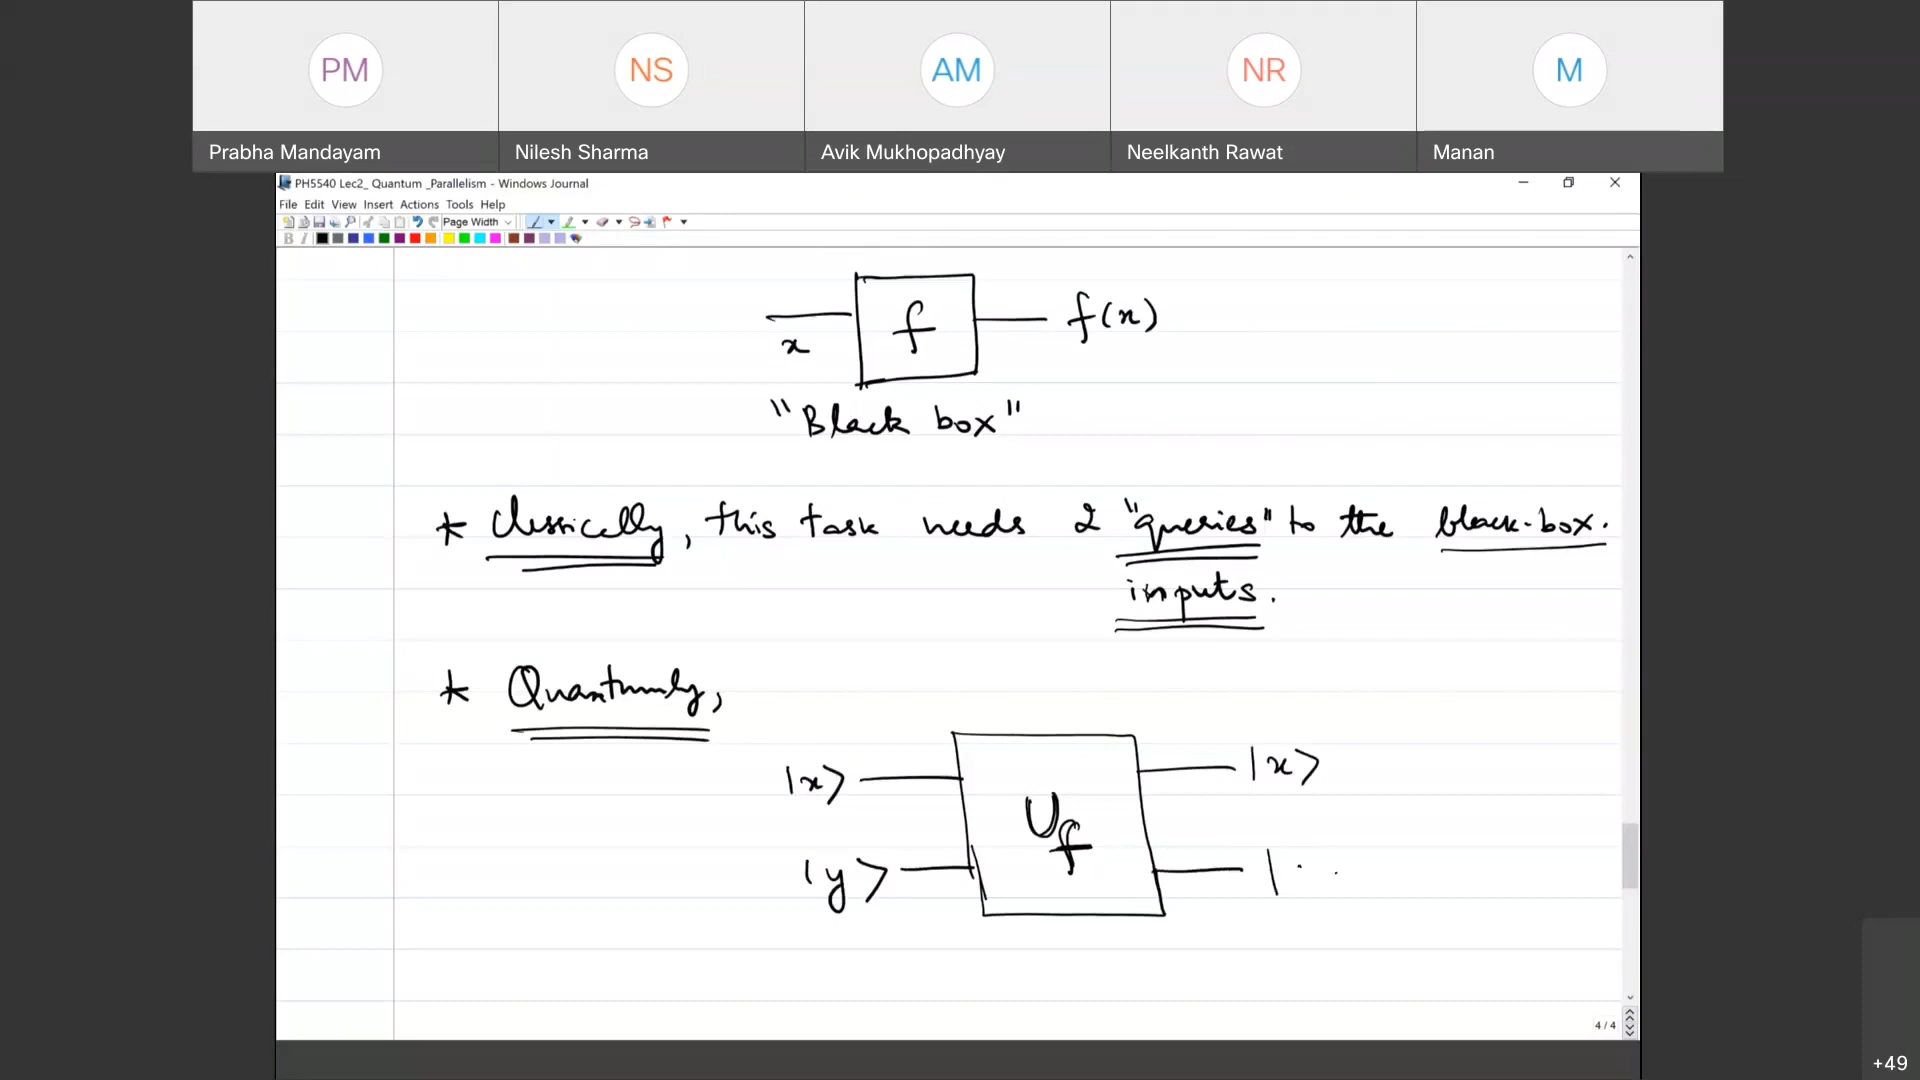 PM
NS
AM
NR
M
Prabha Mandayam
Nilesh Sharma
Avik Mukhopadhyay
Neelkanth Rawat
Manan
PH5540 Lec2_ Quantum _Parallelism - Windows Journal
File Edit View Insert Actions Tools Help
Page Width
B I
x f f(x)
"Black box"
* Classically, this task needs 2 "queries" to the black-box.
inputs.
* Quantumly,
|x> |x>
U_f
|y> | . .
4 / 4
+49